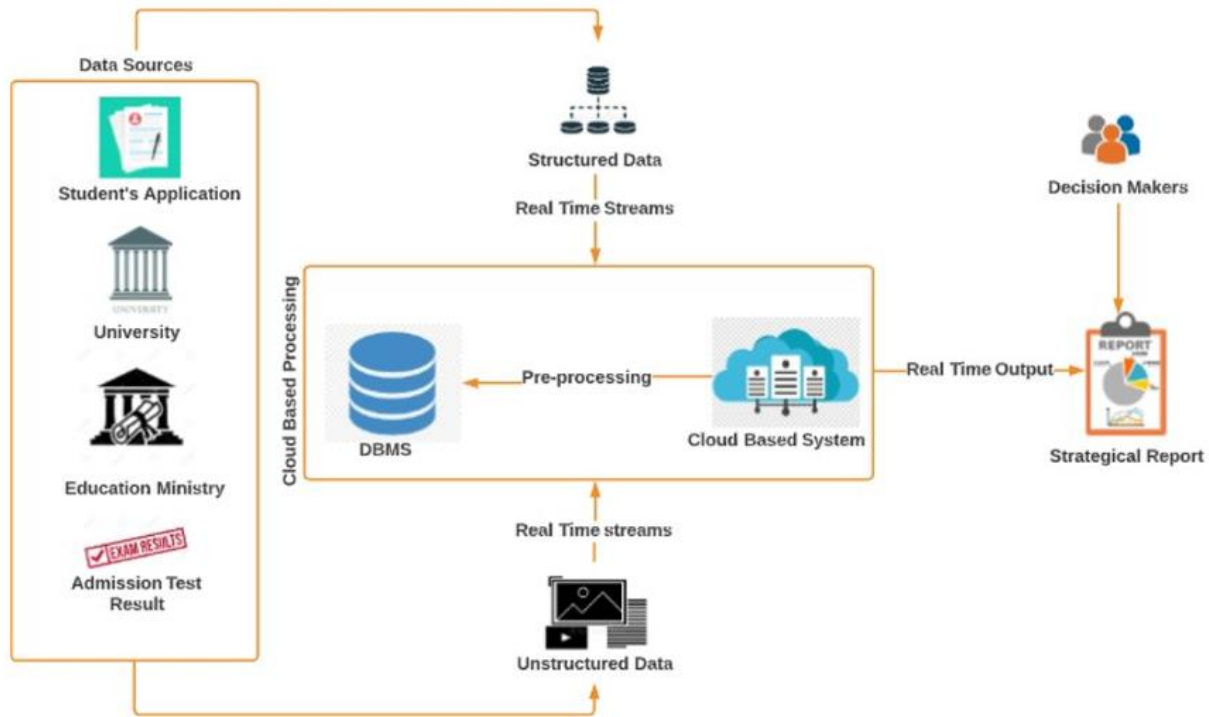 Data Sources
Student's Application
UNIVERSITY
University
Education Ministry
EXAM RESULTS
Admission Test
Result
Structured Data
Real Time Streams
Cloud Based Processing
DBMS
Pre-processing
Cloud Based System
Real Time streams
Unstructured Data
Real Time Output
Decision Makers
REPORT
Strategical Report